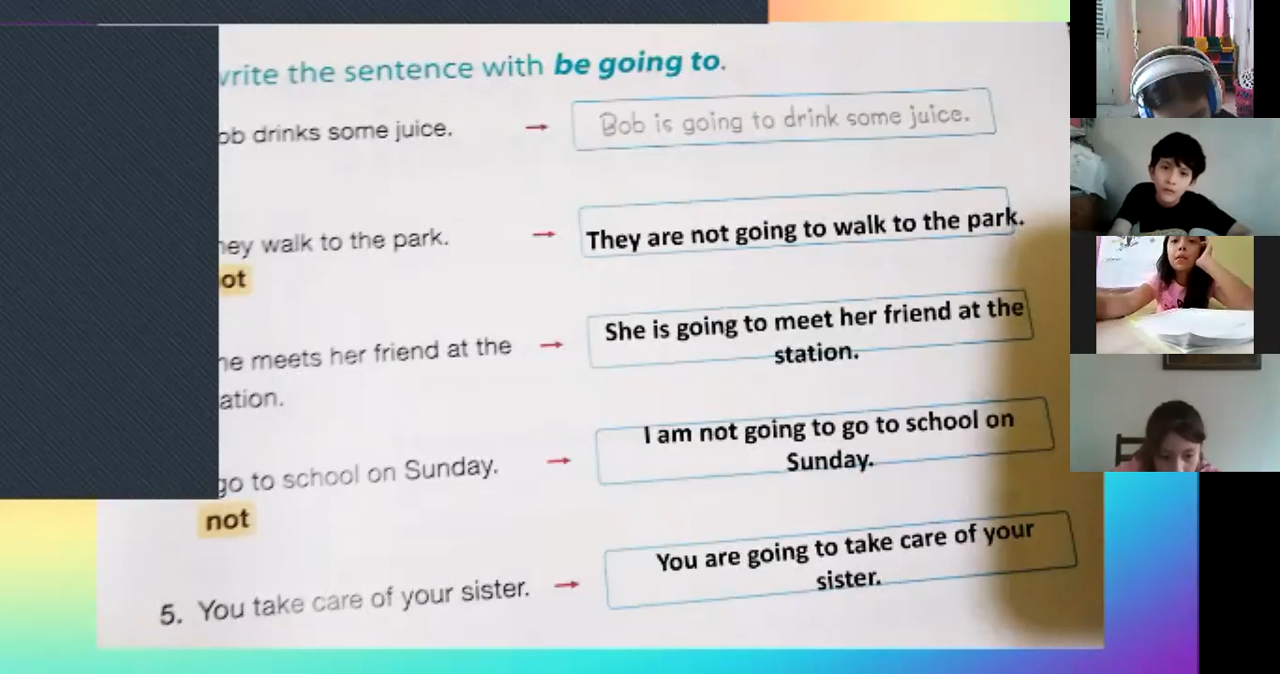 write the sentence with be going to.
ob drinks some juice. → Bob is going to drink some juice.
hey walk to the park. → They are not going to walk to the park.
ot
he meets her friend at the → She is going to meet her friend at the
ation.
station.
go to school on Sunday. → I am not going to go to school on
Sunday.
not
5. You take care of your sister. → You are going to take care of your
sister.